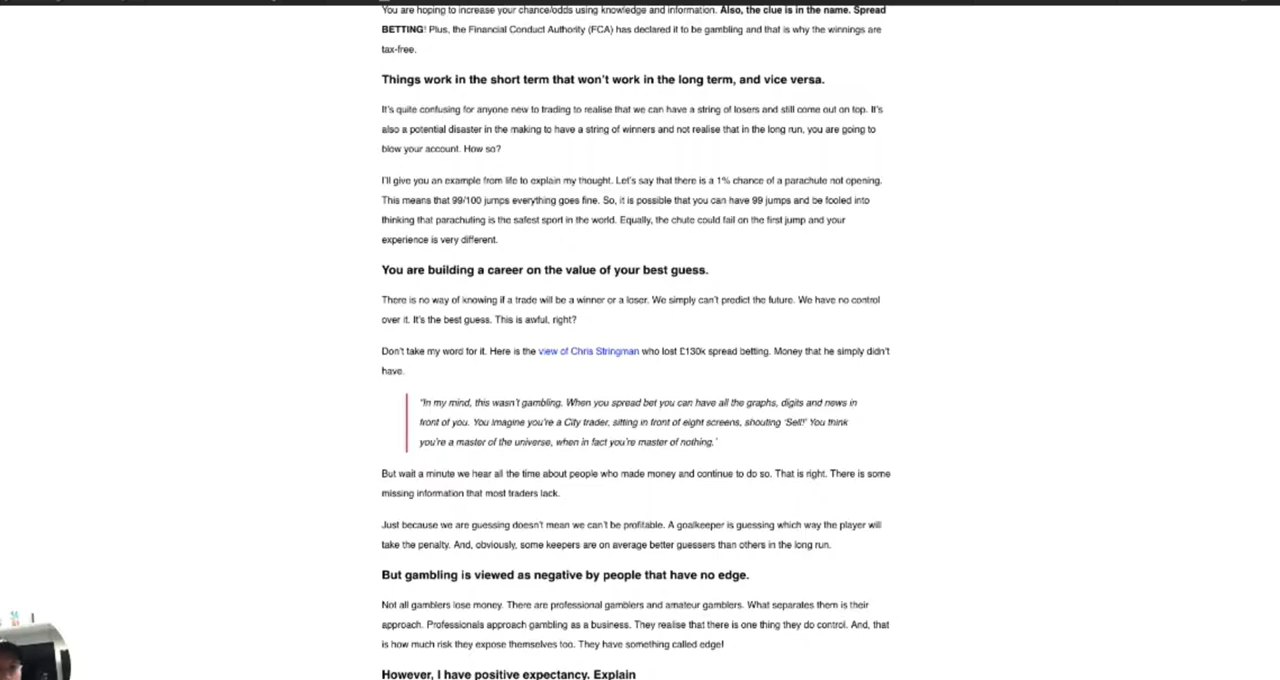 You are hoping to increase your chance/odds using knowledge and information. Also, the clue is in the name. Spread
BETTING! Plus, the Financial Conduct Authority (FCA) has declared it to be gambling and that is why the winnings are
tax-free.
Things work in the short term that won't work in the long term, and vice versa.
It's quite confusing for anyone new to trading to realise that we can have a string of losers and still come out on top. It's
also a potential disaster in the making to have a string of winners and not realise that in the long run, you are going to
blow your account. How so?
I'll give you an example from life to explain my thought. Let's say that there is a 1% chance of a parachute not opening.
This means that 99/100 jumps everything goes fine. So, it is possible that you can have 99 jumps and be fooled into
thinking that parachuting is the safest sport in the world. Equally, the chute could fail on the first jump and your
experience is very different.
You are building a career on the value of your best guess.
There is no way of knowing if a trade will be a winner or a loser. We simply can't predict the future. We have no control
over it. It's the best guess. This is awful, right?
Don't take my word for it. Here is the view of Chris Stringman who lost £130k spread betting. Money that he simply didn't
have.
"In my mind, this wasn't gambling. When you spread bet you can have all the graphs, digits and news in
front of you. You imagine you're a City trader, sitting in front of eight screens, shouting 'Sell!' You think
you're a master of the universe, when in fact you're master of nothing.'
But wait a minute we hear all the time about people who made money and continue to do so. That is right. There is some
missing information that most traders lack.
Just because we are guessing doesn't mean we can't be profitable. A goalkeeper is guessing which way the player will
take the penalty. And, obviously, some keepers are on average better guessers than others in the long run.
But gambling is viewed as negative by people that have no edge.
Not all gamblers lose money. There are professional gamblers and amateur gamblers. What separates them is their
approach. Professionals approach gambling as a business. They realise that there is one thing they do control. And, that
is how much risk they expose themselves too. They have something called edge!
However, I have positive expectancy. Explain